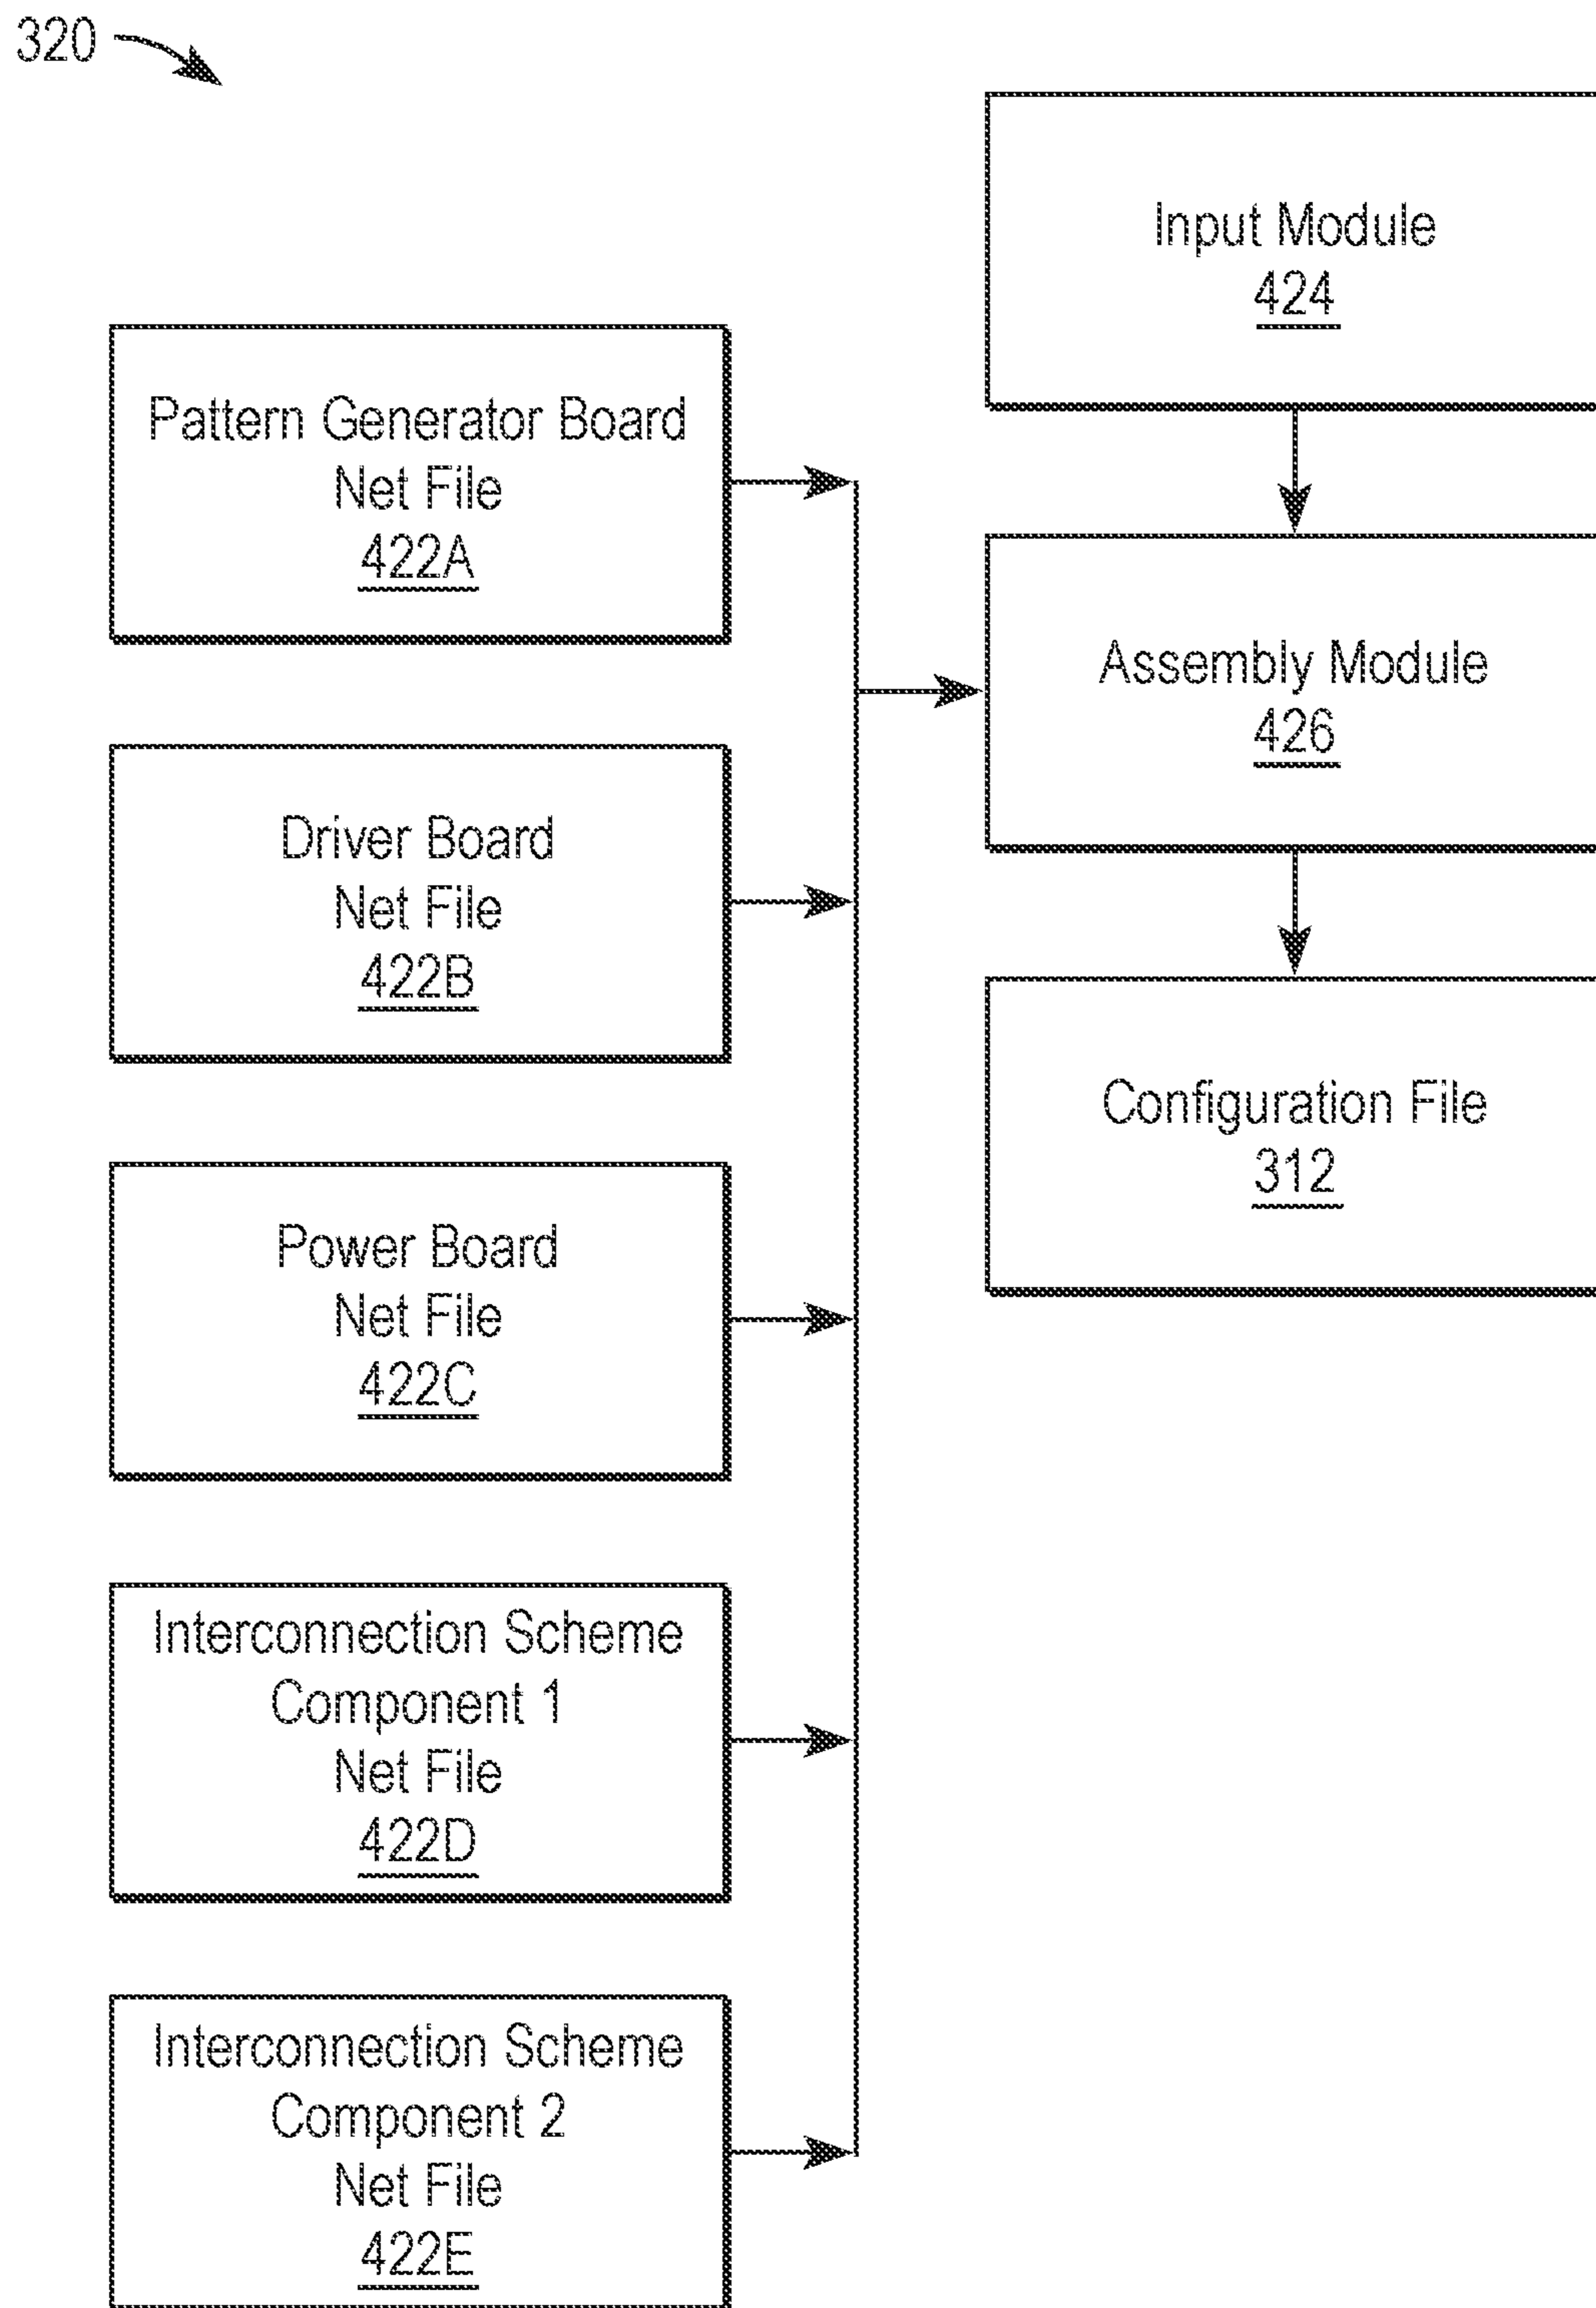 320
Input Module
424
Pattern Generator Board
Net File
422A
Assembly Module
426
Driver Board
Net File
422B
Configuration File
312
Power Board
Net File
422C
Interconnection Scheme
Component 1
Net File
422D
Interconnection Scheme
Component 2
Net File
422E